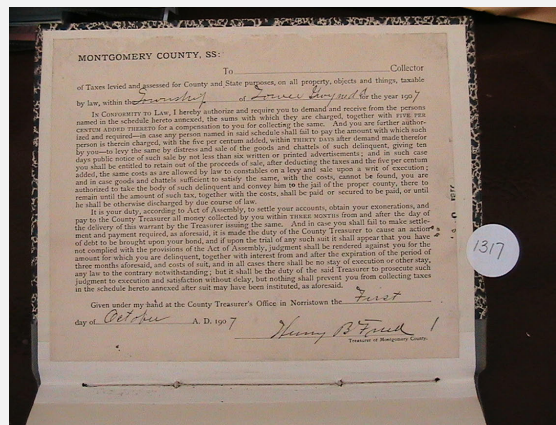 MONTGOMERY COUNTY, SS:
To Collector
of Taxes levied and assessed for County and State purposes, on all property, objects and things, taxable
by law, within the Township of Lower Gwynedd for the year 1907
IN CONFORMITY TO LAW, I hereby authorize and require you to demand and receive from the persons
named in the schedule hereto annexed, the sums with which they are charged, together with FIVE PER
CENTUM ADDED THERETO for a compensation to you for collecting the same. And you are further author-
ized and required—in case any person named in said schedule shall fail to pay the amount with which such
person is therein charged, with the five per centum added, within THIRTY DAYS after demand made therefor
by you—to levy the same by distress and sale of the goods and chattels of such delinquent, giving ten
days public notice of such sale by not less than six written or printed advertisements; and in such case
you shall be entitled to retain out of the proceeds of sale, after deducting the taxes and the five per centum
added, the same costs as are allowed by law to constables on a levy and sale upon a writ of execution;
and in case goods and chattels sufficient to satisfy the same, with the costs, cannot be found, you are
authorized to take the body of such delinquent and convey him to the jail of the proper county, there to
remain until the amount of such tax, together with the costs, shall be paid or secured to be paid, or until
he shall be otherwise discharged by due course of law.
It is your duty, according to Act of Assembly, to settle your accounts, obtain your exonerations, and
pay to the County Treasurer all money collected by you within THREE MONTHS from and after the day of
the delivery of this warrant by the Treasurer issuing the same. And in case you shall fail to make settle-
ment and payment required, as aforesaid, it is made the duty of the County Treasurer to cause an action
of debt to be brought upon your bond, and if upon the trial of any such suit it shall appear that you have
not complied with the provisions of the Act of Assembly, judgment shall be rendered against you for the
amount for which you are delinquent, together with interest from and after the expiration of the period of
three months aforesaid, and costs of suit, and in all cases there shall be no stay of execution or other stay,
any law to the contrary notwithstanding; but it shall be the duty of the said Treasurer to prosecute such
judgment to execution and satisfaction without delay, but nothing shall prevent you from collecting taxes
in the schedule hereto annexed after suit may have been instituted, as aforesaid.
Given under my hand at the County Treasurer's Office in Norristown the First
day of October A. D. 1907
Henry B Freed
Treasurer of Montgomery County.
1317